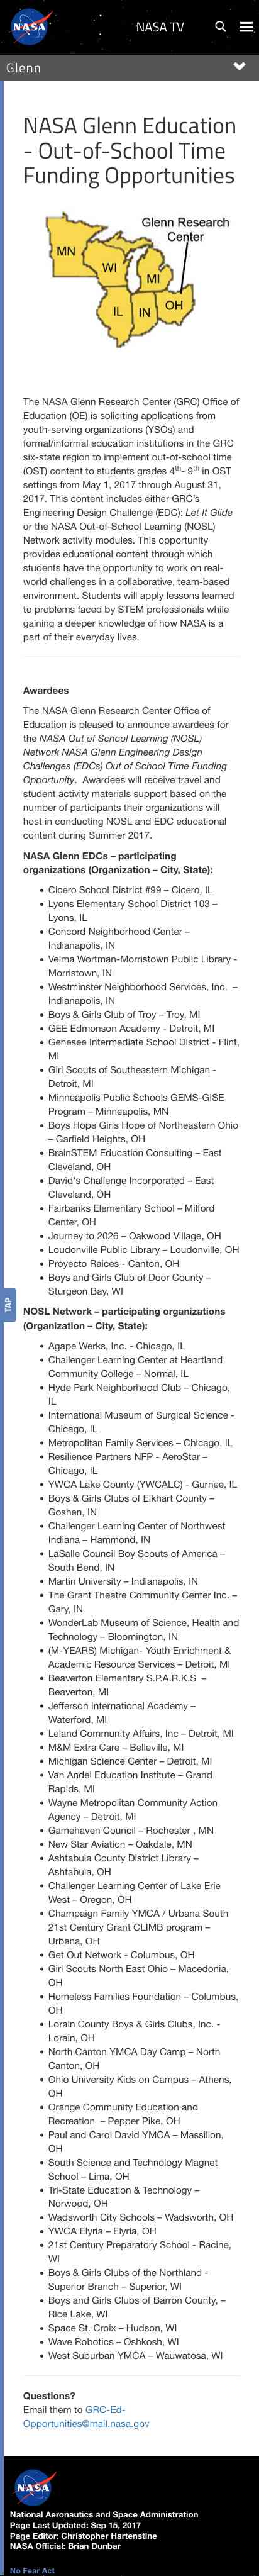 NASA
NASA TV
Glenn
NASA Glenn Education
- Out-of-School Time
Funding Opportunities
Glenn Research
Center
MN
WI
MI
IL
IN
OH
The NASA Glenn Research Center (GRC) Office of
Education (OE) is soliciting applications from
youth-serving organizations (YSOs) and
formal/informal education institutions in the GRC
six-state region to implement out-of-school time
(OST) content to students grades 4th- 9th in OST
settings from May 1, 2017 through August 31,
2017. This content includes either GRC's
Engineering Design Challenge (EDC): Let It Glide
or the NASA Out-of-School Learning (NOSL)
Network activity modules. This opportunity
provides educational content through which
students have the opportunity to work on real-
world challenges in a collaborative, team-based
environment. Students will apply lessons learned
to problems faced by STEM professionals while
gaining a deeper knowledge of how NASA is a
part of their everyday lives.
Awardees
The NASA Glenn Research Center Office of
Education is pleased to announce awardees for
the NASA Out of School Learning (NOSL)
Network NASA Glenn Engineering Design
Challenges (EDCs) Out of School Time Funding
Opportunity.  Awardees will receive travel and
student activity materials support based on the
number of participants their organizations will
host in conducting NOSL and EDC educational
content during Summer 2017.
NASA Glenn EDCs – participating
organizations (Organization – City, State):
• Cicero School District #99 – Cicero, IL
• Lyons Elementary School District 103 –
Lyons, IL
• Concord Neighborhood Center –
Indianapolis, IN
• Velma Wortman-Morristown Public Library -
Morristown, IN
• Westminster Neighborhood Services, Inc.  –
Indianapolis, IN
• Boys & Girls Club of Troy – Troy, MI
• GEE Edmonson Academy - Detroit, MI
• Genesee Intermediate School District - Flint,
MI
• Girl Scouts of Southeastern Michigan -
Detroit, MI
• Minneapolis Public Schools GEMS-GISE
Program – Minneapolis, MN
• Boys Hope Girls Hope of Northeastern Ohio
– Garfield Heights, OH
• BrainSTEM Education Consulting – East
Cleveland, OH
• David's Challenge Incorporated – East
Cleveland, OH
• Fairbanks Elementary School – Milford
Center, OH
• Journey to 2026 – Oakwood Village, OH
• Loudonville Public Library – Loudonville, OH
• Proyecto Raices - Canton, OH
• Boys and Girls Club of Door County –
Sturgeon Bay, WI
TAP
NOSL Network – participating organizations
(Organization – City, State):
• Agape Werks, Inc. - Chicago, IL
• Challenger Learning Center at Heartland
Community College – Normal, IL
• Hyde Park Neighborhood Club – Chicago,
IL
• International Museum of Surgical Science -
Chicago, IL
• Metropolitan Family Services – Chicago, IL
• Resilience Partners NFP - AeroStar –
Chicago, IL
• YWCA Lake County (YWCALC) - Gurnee, IL
• Boys & Girls Clubs of Elkhart County –
Goshen, IN
• Challenger Learning Center of Northwest
Indiana – Hammond, IN
• LaSalle Council Boy Scouts of America –
South Bend, IN
• Martin University – Indianapolis, IN
• The Grant Theatre Community Center Inc. –
Gary, IN
• WonderLab Museum of Science, Health and
Technology – Bloomington, IN
• (M-YEARS) Michigan- Youth Enrichment &
Academic Resource Services – Detroit, MI
• Beaverton Elementary S.P.A.R.K.S  –
Beaverton, MI
• Jefferson International Academy –
Waterford, MI
• Leland Community Affairs, Inc – Detroit, MI
• M&M Extra Care – Belleville, MI
• Michigan Science Center – Detroit, MI
• Van Andel Education Institute – Grand
Rapids, MI
• Wayne Metropolitan Community Action
Agency – Detroit, MI
• Gamehaven Council – Rochester , MN
• New Star Aviation – Oakdale, MN
• Ashtabula County District Library –
Ashtabula, OH
• Challenger Learning Center of Lake Erie
West – Oregon, OH
• Champaign Family YMCA / Urbana South
21st Century Grant CLIMB program –
Urbana, OH
• Get Out Network - Columbus, OH
• Girl Scouts North East Ohio – Macedonia,
OH
• Homeless Families Foundation – Columbus,
OH
• Lorain County Boys & Girls Clubs, Inc. -
Lorain, OH
• North Canton YMCA Day Camp – North
Canton, OH
• Ohio University Kids on Campus – Athens,
OH
• Orange Community Education and
Recreation  – Pepper Pike, OH
• Paul and Carol David YMCA – Massillon,
OH
• South Science and Technology Magnet
School – Lima, OH
• Tri-State Education & Technology –
Norwood, OH
• Wadsworth City Schools – Wadsworth, OH
• YWCA Elyria – Elyria, OH
• 21st Century Preparatory School - Racine,
WI
• Boys & Girls Clubs of the Northland -
Superior Branch – Superior, WI
• Boys and Girls Clubs of Barron County, –
Rice Lake, WI
• Space St. Croix – Hudson, WI
• Wave Robotics – Oshkosh, WI
• West Suburban YMCA – Wauwatosa, WI
Questions?
Email them to GRC-Ed-
Opportunities@mail.nasa.gov
NASA
National Aeronautics and Space Administration
Page Last Updated: Sep 15, 2017
Page Editor: Christopher Hartenstine
NASA Official: Brian Dunbar
No Fear Act